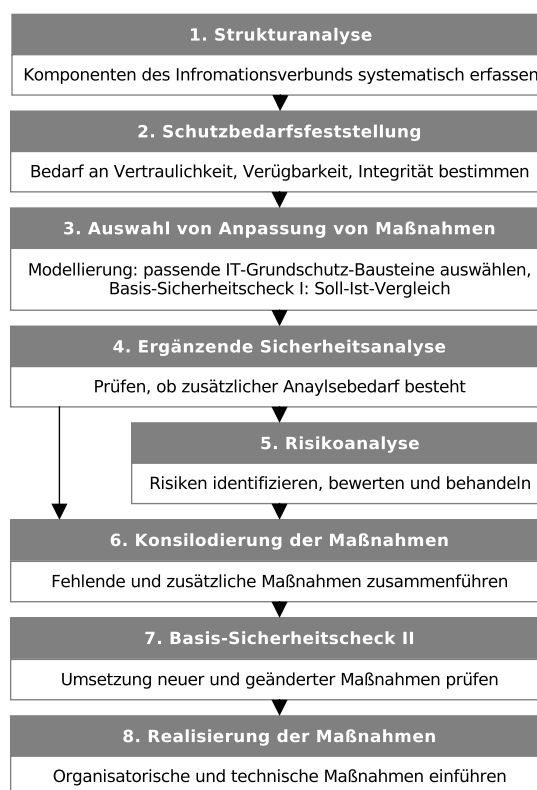 1. Strukturanalyse
Komponenten des Infromationsverbunds systematisch erfassen
2. Schutzbedarfsfeststellung
Bedarf an Vertraulichkeit, Verügbarkeit, Integrität bestimmen
3. Auswahl von Anpassung von Maßnahmen
Modellierung: passende IT-Grundschutz-Bausteine auswählen,
Basis-Sicherheitscheck I: Soll-Ist-Vergleich
4. Ergänzende Sicherheitsanalyse
Prüfen, ob zusätzlicher Anaylsebedarf besteht
5. Risikoanalyse
Risiken identifizieren, bewerten und behandeln
6. Konsilodierung der Maßnahmen
Fehlende und zusätzliche Maßnahmen zusammenführen
7. Basis-Sicherheitscheck II
Umsetzung neuer und geänderter Maßnahmen prüfen
8. Realisierung der Maßnahmen
Organisatorische und technische Maßnahmen einführen